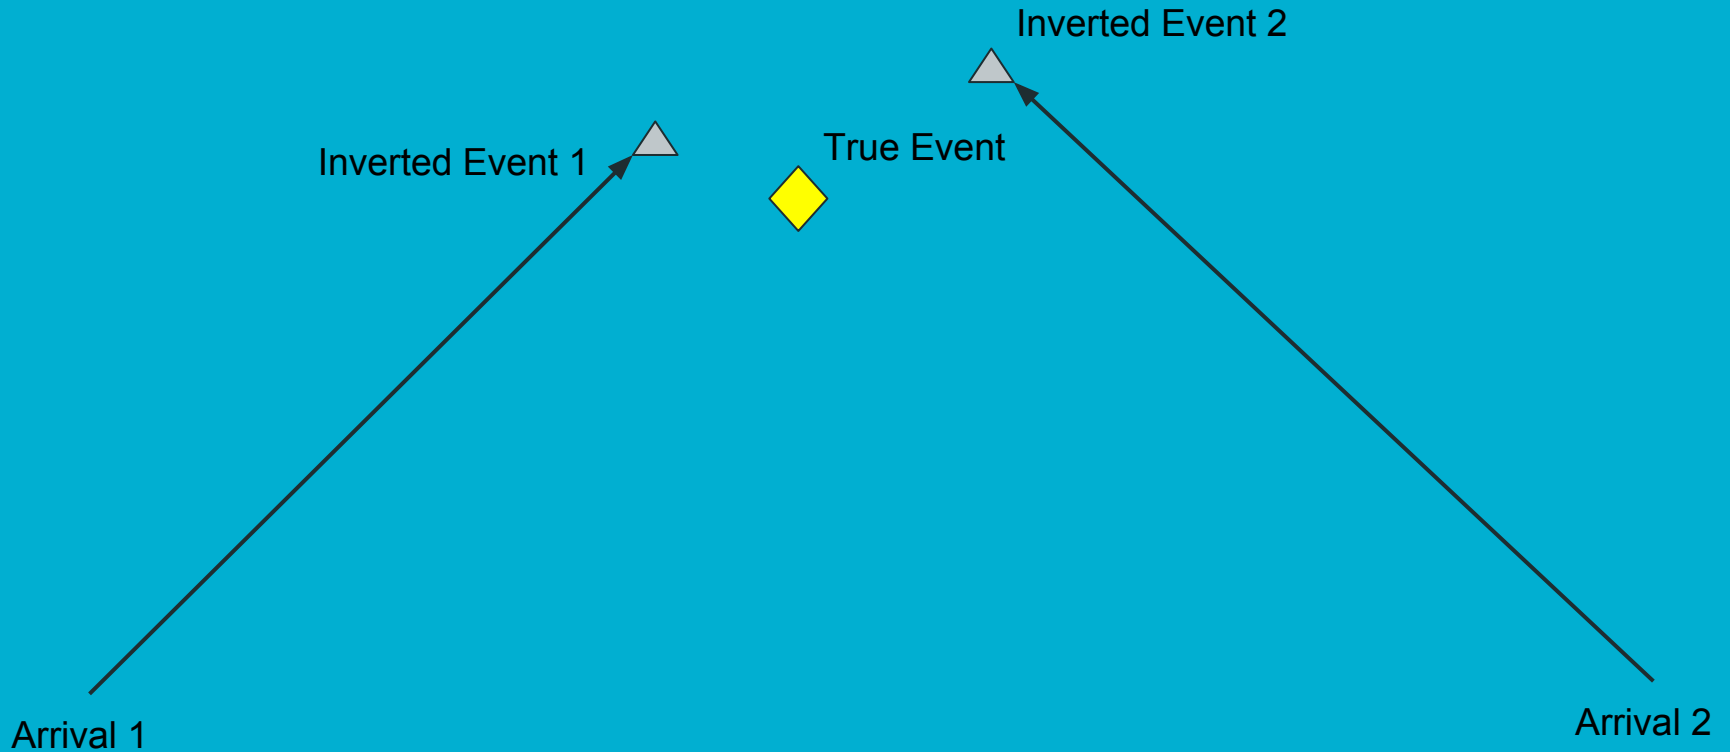 Inverted Event 2
True Event
Inverted Event 1
Arrival 1
Arrival 2